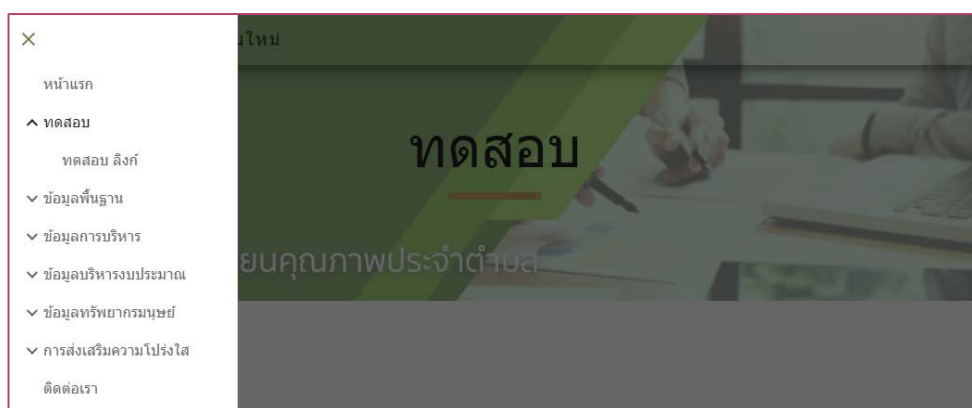 หน้าแรก
ทดสอบ
ทดสอบ ลิงก์
ข้อมูลพื้นฐาน
ข้อมูลการบริหาร
ข้อมูลบริหารงบประมาณ
ข้อมูลทรัพยากรมนุษย์
การส่งเสริมความโปร่งใส
ติดต่อเรา
ทดสอบ
ยนคุณภาพประจำตำบล